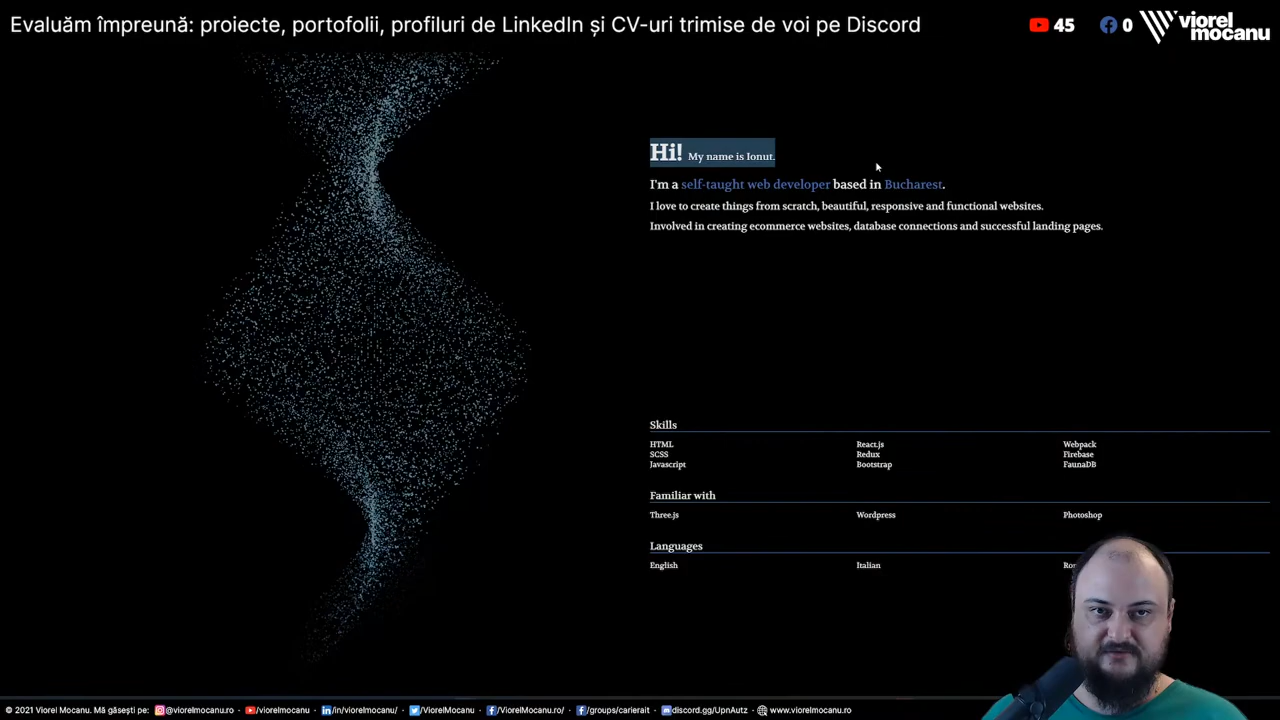 Evaluăm împreună: proiecte, portofolii, profiluri de LinkedIn și CV-uri trimise de voi pe Discord
45
0
viorel
mocanu
Hi! My name is Ionut.
I'm a self-taught web developer based in Bucharest.
I love to create things from scratch, beautiful, responsive and functional websites.
Involved in creating ecommerce websites, database connections and successful landing pages.
Skills
HTML React.js Webpack
SCSS Redux Firebase
Javascript Bootstrap FaunaDB
Familiar with
Three.js Wordpress Photoshop
Languages
English Italian
© 2021 Viorel Mocanu. Mă găsești pe: @viorelmocanu.ro · /viorelmocanu · /in/viorelmocanu/ · /ViorelMocanu · /ViorelMocanu.ro/ · /groups/carierait · discord.gg/UpnAutz · www.viorelmocanu.ro